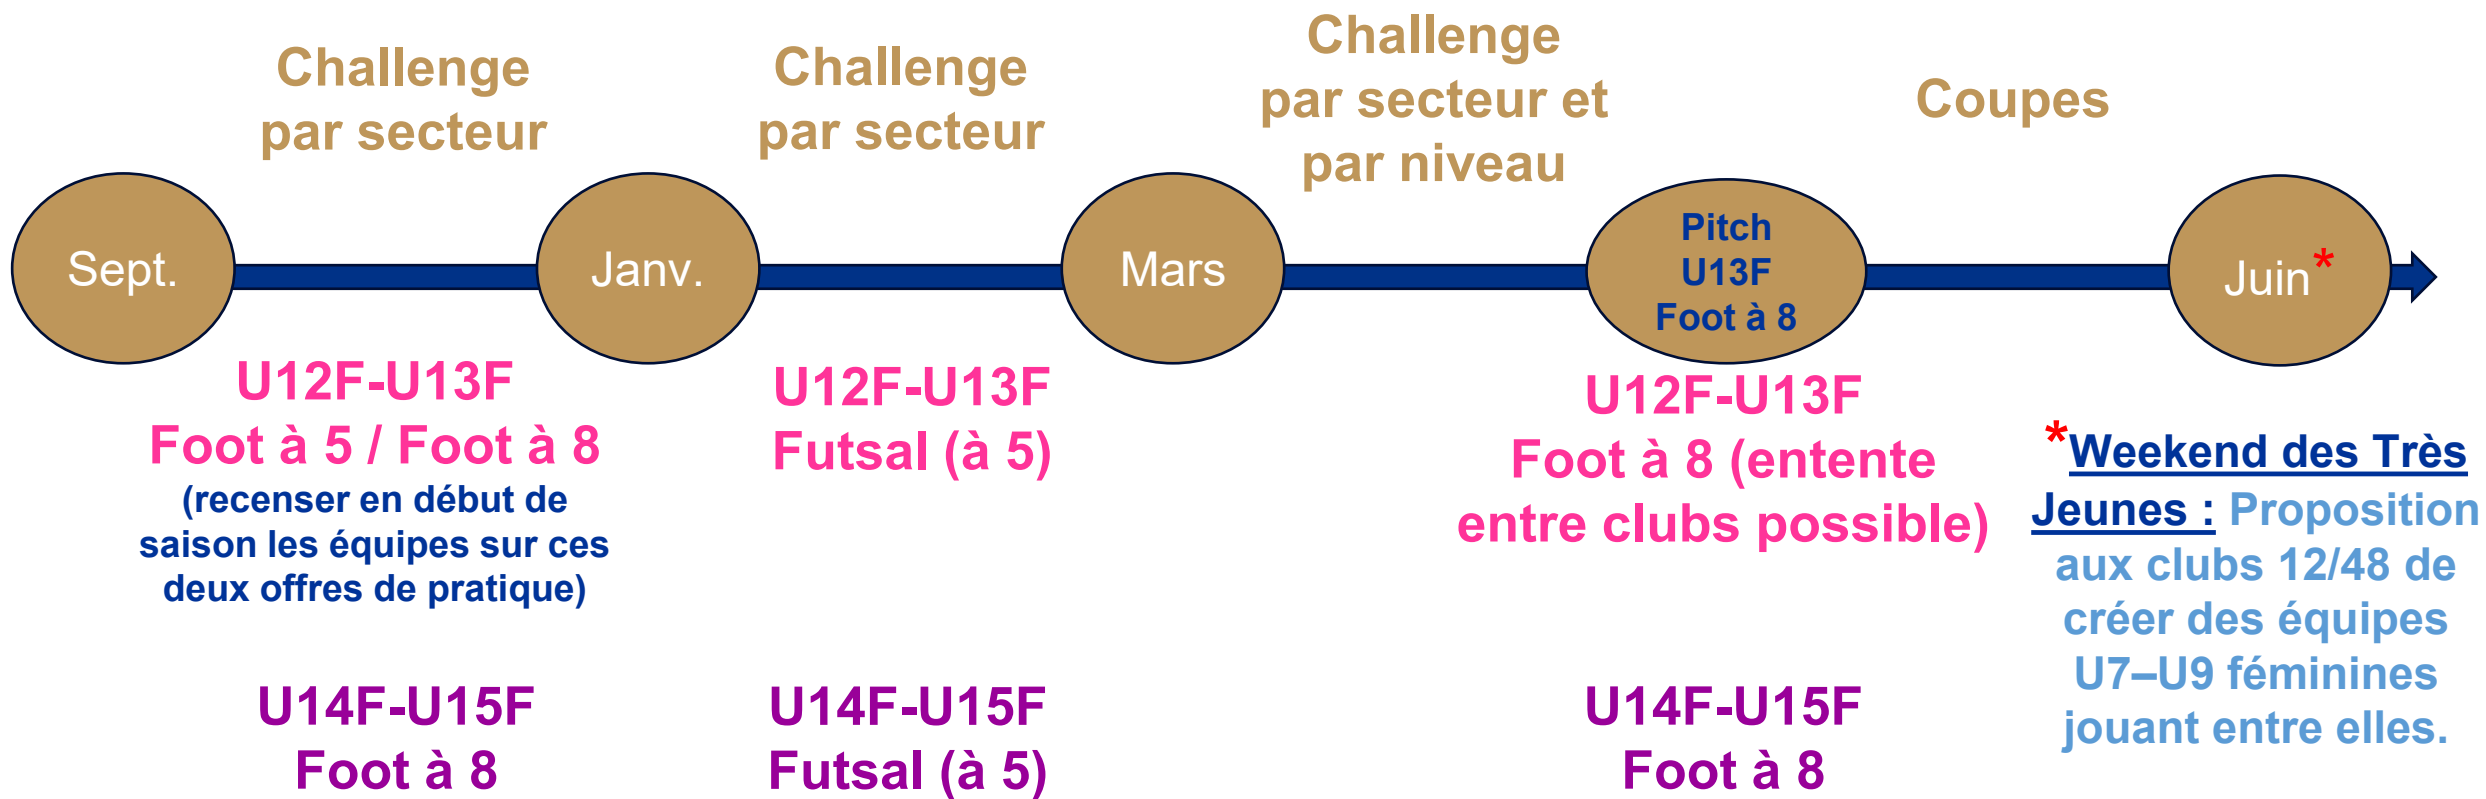 Challenge
par secteur
Challenge
par secteur
Challenge
par secteur et
par niveau
Coupes
Sept.
Janv.
Mars
Pitch
U13F
Foot à 8
Juin*
U12F-U13F
Foot à 5 / Foot à 8
(recenser en début de
saison les équipes sur ces
deux offres de pratique)
U12F-U13F
Futsal (à 5)
U12F-U13F
Foot à 8 (entente
entre clubs possible)
*Weekend des Très
Jeunes : Proposition
aux clubs 12/48 de
créer des équipes
U7–U9 féminines
jouant entre elles.
U14F-U15F
Foot à 8
U14F-U15F
Futsal (à 5)
U14F-U15F
Foot à 8